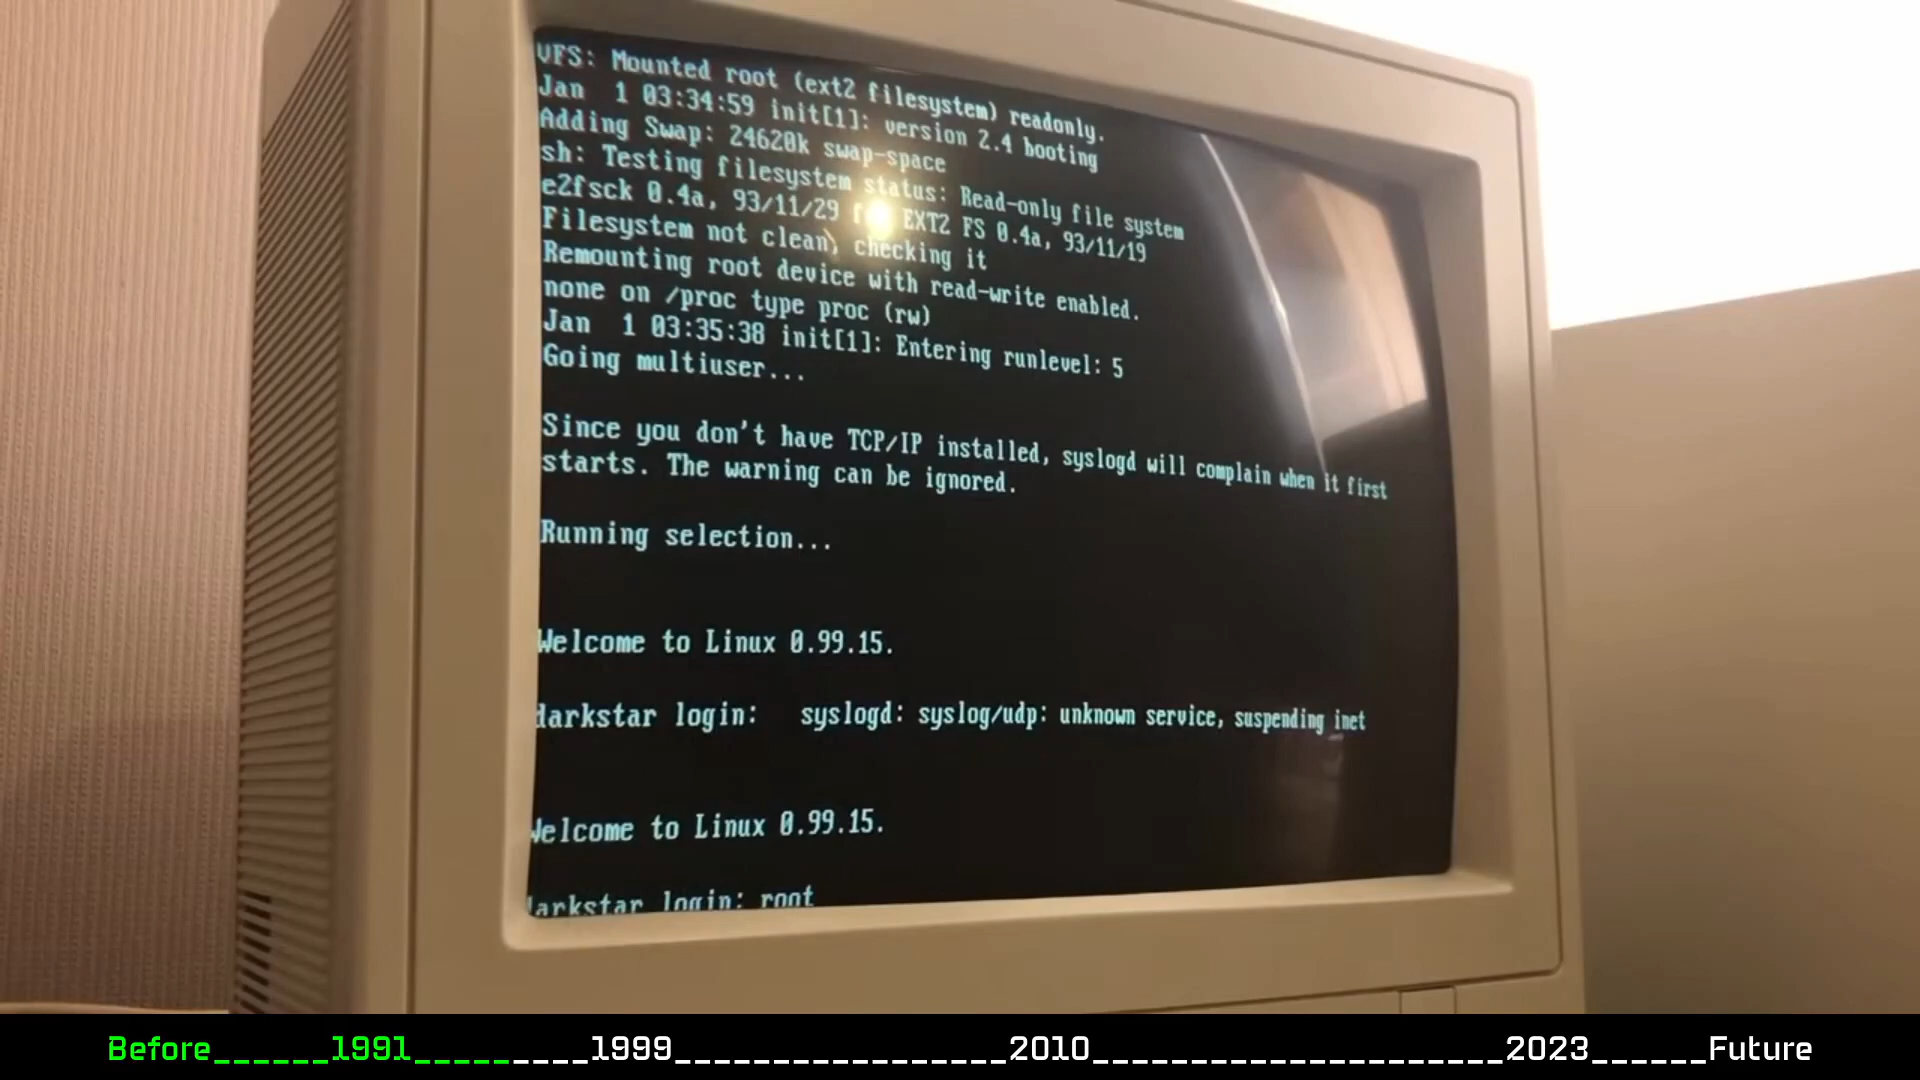 VFS: Mounted root (ext2 filesystem) readonly.
Jan  1 03:34:59 init[1]: version 2.4 booting
Adding Swap: 24620k swap-space
sh: Testing filesystem status: Read-only file system
e2fsck 0.4a, 93/11/29 EXT2 FS 0.4a, 93/11/19
Filesystem not clean, checking it
Remounting root device with read-write enabled.
none on /proc type proc (rw)
Jan  1 03:35:38 init[1]: Entering runlevel: 5
Going multiuser...
Since you don't have TCP/IP installed, syslogd will complain when it first
starts. The warning can be ignored.
Running selection...
Welcome to Linux 0.99.15.
darkstar login:   syslogd: syslog/udp: unknown service, suspending inet
Welcome to Linux 0.99.15.
darkstar login: root
Before______1991_________1999________________2010____________________2023______Future